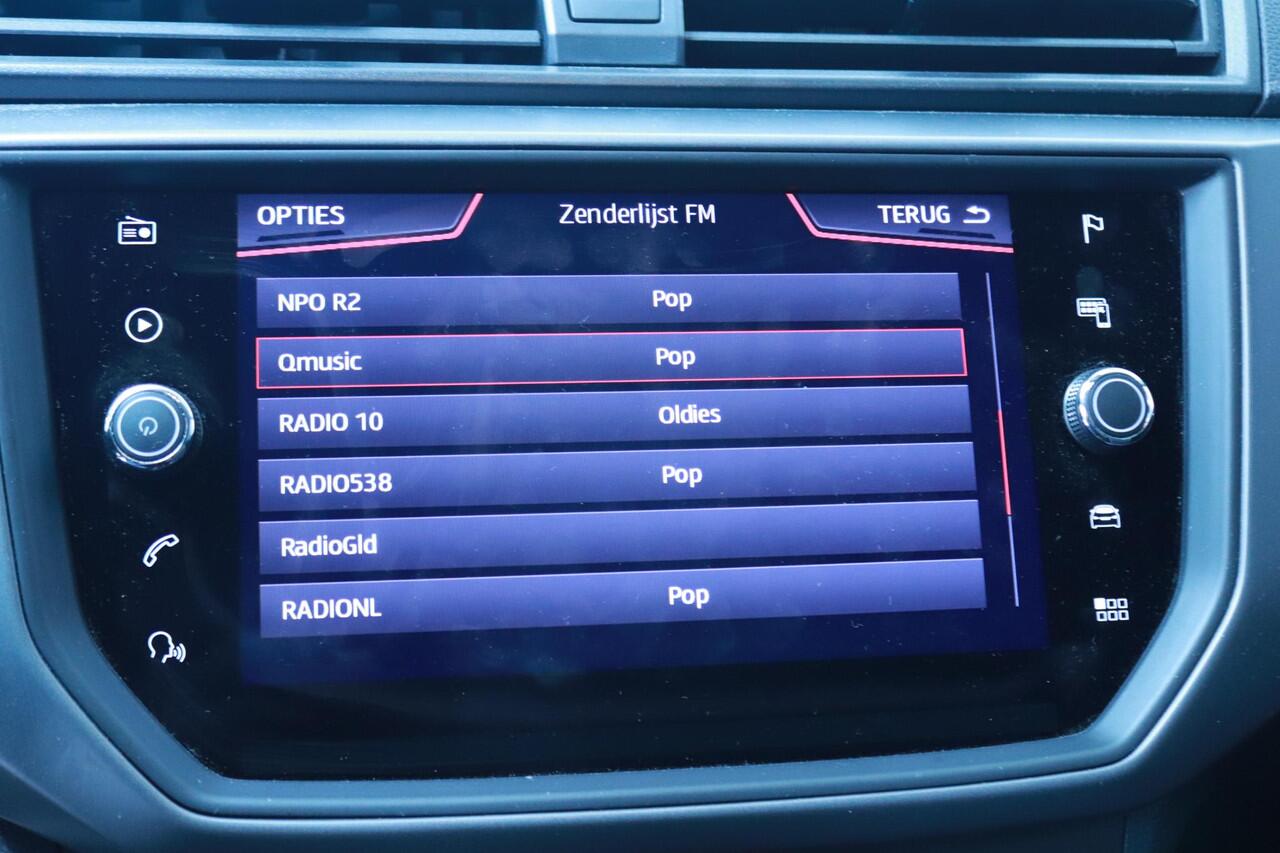 OPTIES Zenderlijst FM TERUG
NPO R2 Pop
Qmusic Pop
RADIO 10 Oldies
RADIO538 Pop
RadioGld
RADIONL Pop